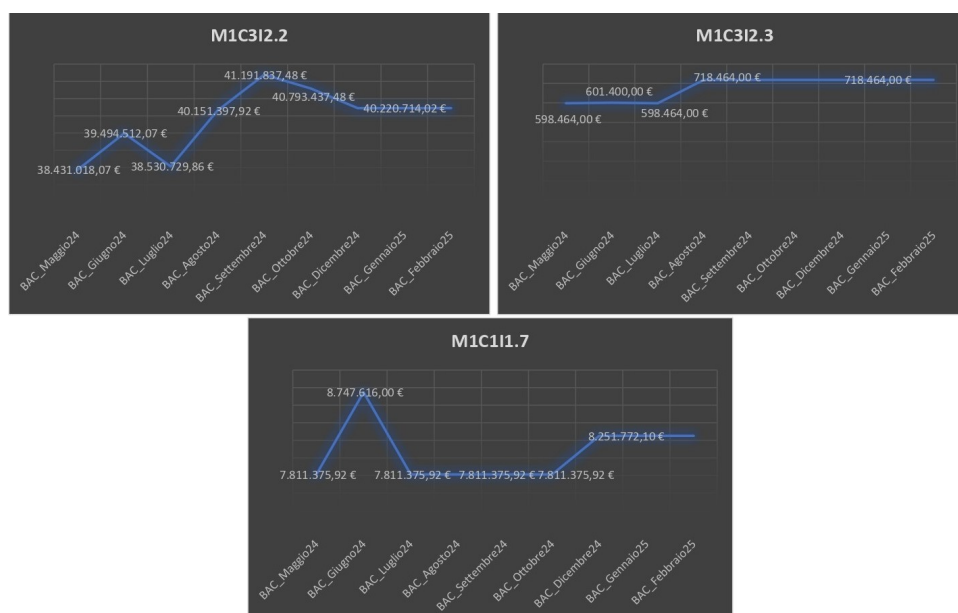 M1C3I2.2
41.191.837,48 €
40.793.437,48 €
40.151.397,92 €
40.220.714,02 €
39.494.512,07 €
38.431.018,07 €
38.530.729,86 €
BAC_Maggio24
BAC_Giugno24
BAC_Luglio24
BAC_Agosto24
BAC_Settembre24
BAC_Ottobre24
BAC_Dicembre24
BAC_Gennaio25
BAC_Febbraio25
M1C3I2.3
718.464,00 €
718.464,00 €
601.400,00 €
598.464,00 €
598.464,00 €
BAC_Maggio24
BAC_Giugno24
BAC_Luglio24
BAC_Agosto24
BAC_Settembre24
BAC_Ottobre24
BAC_Dicembre24
BAC_Gennaio25
BAC_Febbraio25
M1C1I1.7
8.747.616,00 €
8.251.772,10 €
7.811.375,92 €
7.811.375,92 €
7.811.375,92 €
7.811.375,92 €
BAC_Maggio24
BAC_Giugno24
BAC_Luglio24
BAC_Agosto24
BAC_Settembre24
BAC_Ottobre24
BAC_Dicembre24
BAC_Gennaio25
BAC_Febbraio25